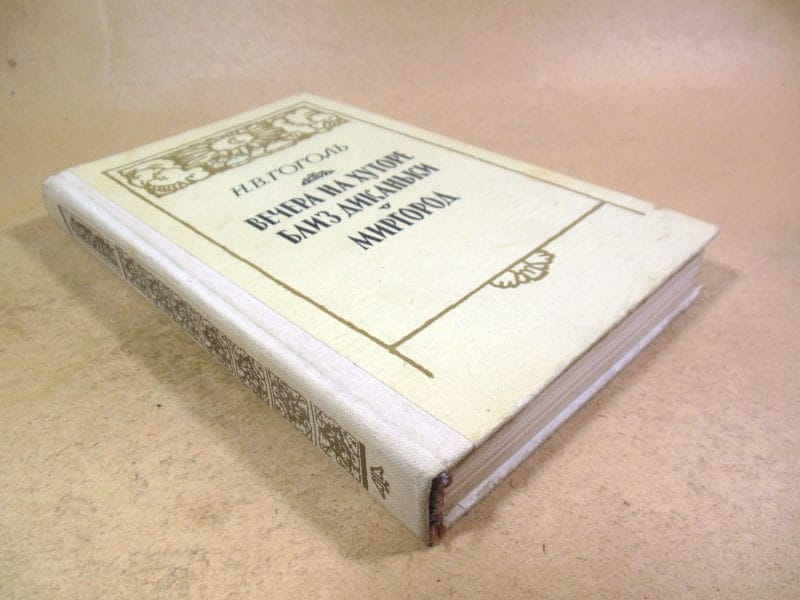 Н.В. ГОГОЛЬ
ВЕЧЕРА НА ХУТОРЕ
БЛИЗ ДИКАНЬКИ
МИРГОРОД